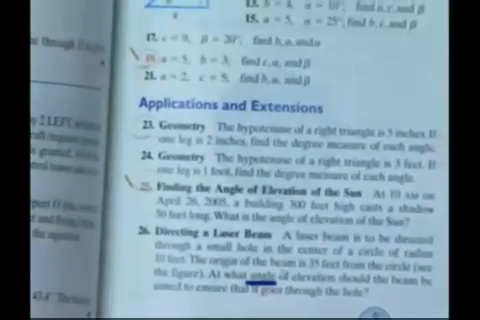 13. b = 4, α = 10°; find a, c, and β
15. a = 5, α = 25°; find b, c, and β
17. c = 9, β = 20°; find b, a, and α
19. a = 5, b = 3; find c, α, and β
21. a = 2, c = 5; find b, α, and β
Applications and Extensions
23. Geometry The hypotenuse of a right triangle is 5 inches. If
one leg is 2 inches, find the degree measure of each angle.
24. Geometry The hypotenuse of a right triangle is 3 feet. If
one leg is 1 foot, find the degree measure of each angle.
25. Finding the Angle of Elevation of the Sun At 10 AM on
April 26, 2005, a building 300 feet high casts a shadow
50 feet long. What is the angle of elevation of the Sun?
26. Directing a Laser Beam A laser beam is to be directed
through a small hole in the center of a circle of radius
10 feet. The origin of the beam is 35 feet from the circle (see
the figure). At what angle of elevation should the beam be
aimed to ensure that it goes through the hole?
through
2 LEFT
is granted,
the equation